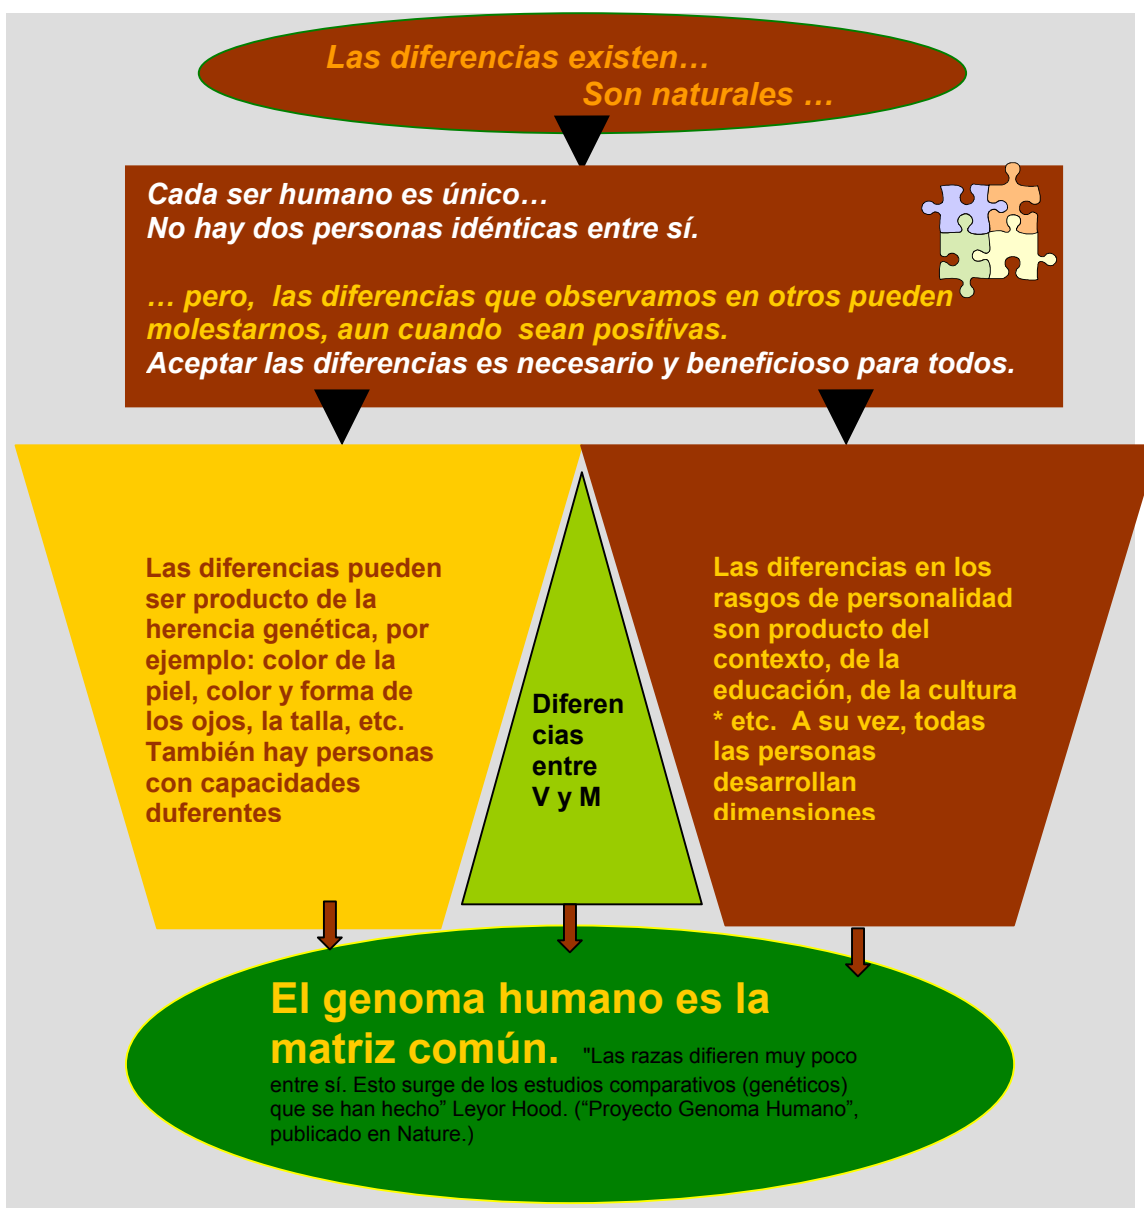 Las diferencias existen…
Son naturales …
Cada ser humano es único…
No hay dos personas idénticas entre sí.
… pero, las diferencias que observamos en otros pueden
molestarnos, aun cuando sean positivas.
Aceptar las diferencias es necesario y beneficioso para todos.
Las diferencias pueden
ser producto de la
herencia genética, por
ejemplo: color de la
piel, color y forma de
los ojos, la talla, etc.
También hay personas
con capacidades
duferentes
Diferen
cias
entre
V y M
Las diferencias en los
rasgos de personalidad
son producto del
contexto, de la
educación, de la cultura
* etc. A su vez, todas
las personas
desarrollan
dimensiones
El genoma humano es la
matriz común. "Las razas difieren muy poco
entre sí. Esto surge de los estudios comparativos (genéticos)
que se han hecho” Leyor Hood. (“Proyecto Genoma Humano”,
publicado en Nature.)